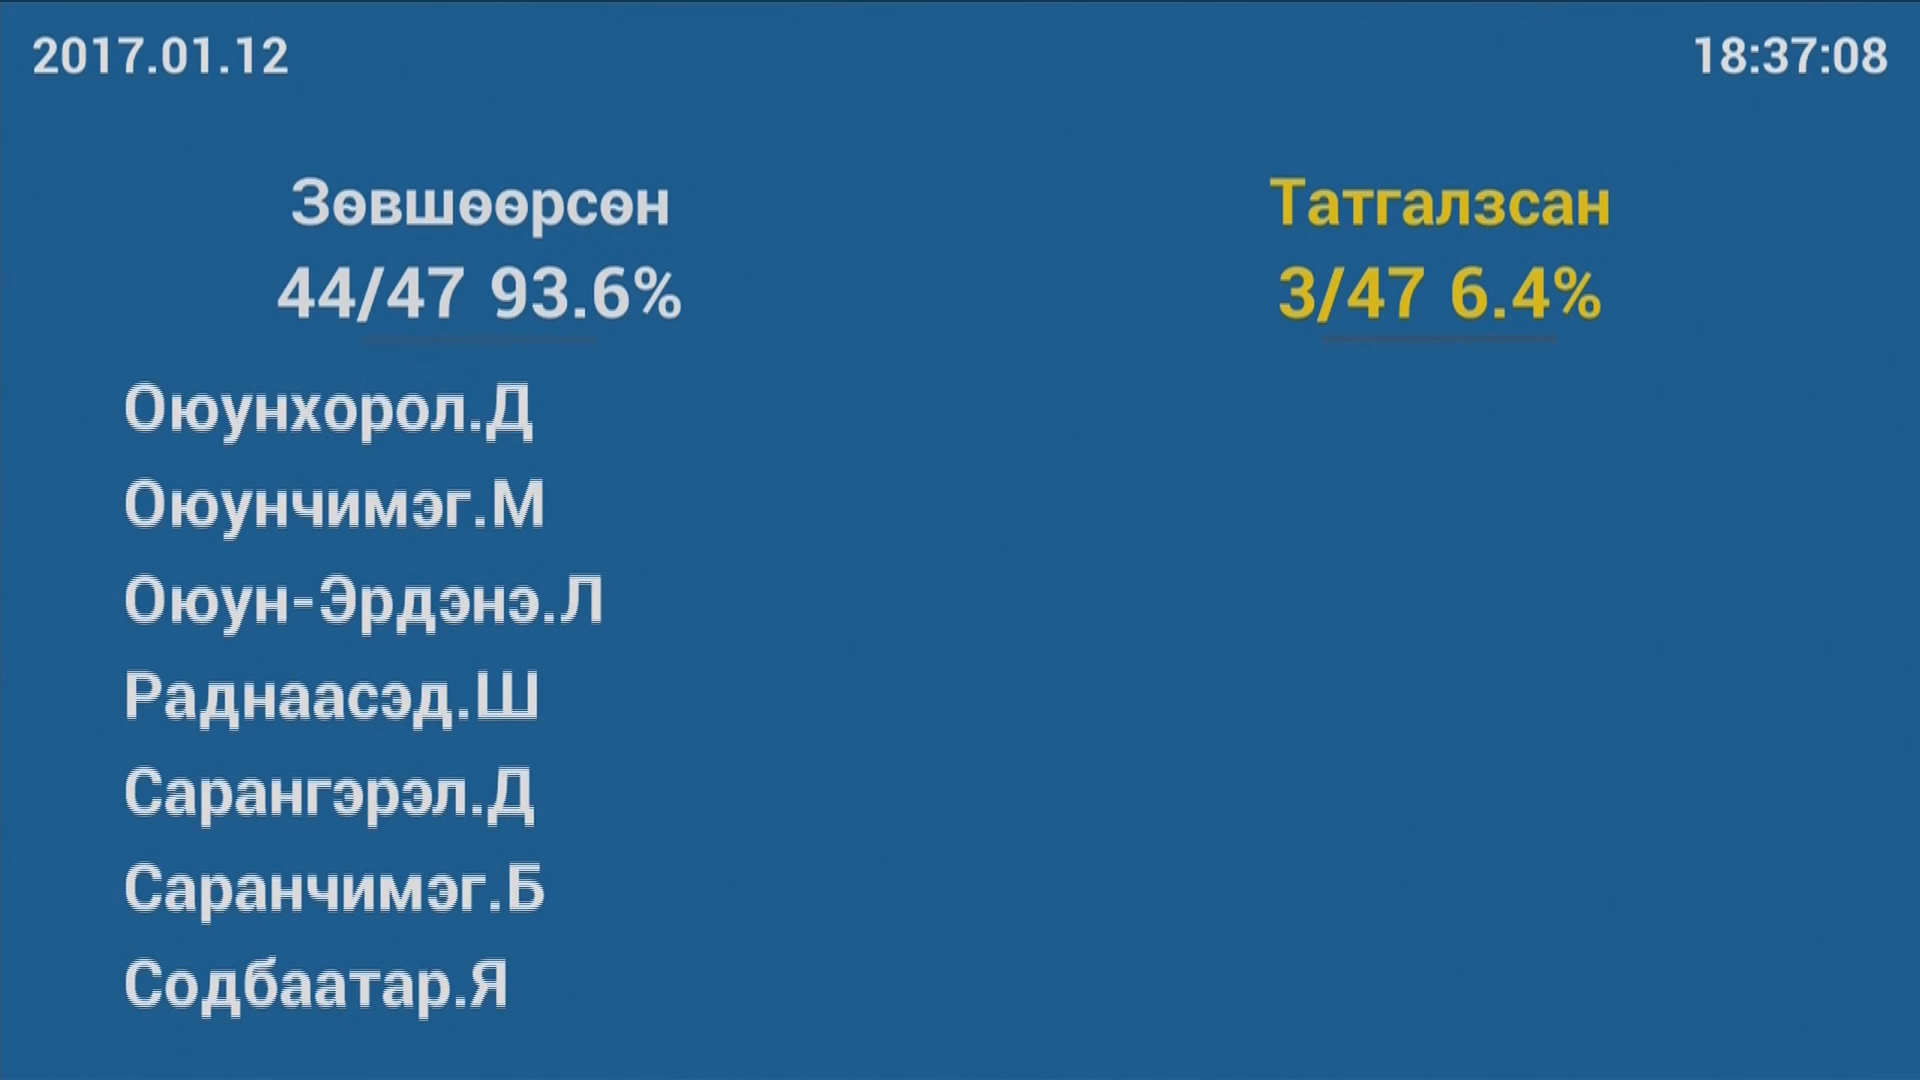 2017.01.12
18:37:08
Зөвшөөрсөн
44/47 93.6%
Татгалзсан
3/47 6.4%
Оюунхорол.Д
Оюунчимэг.М
Оюун-Эрдэнэ.Л
Раднаасэд.Ш
Сарангэрэл.Д
Саранчимэг.Б
Содбаатар.Я